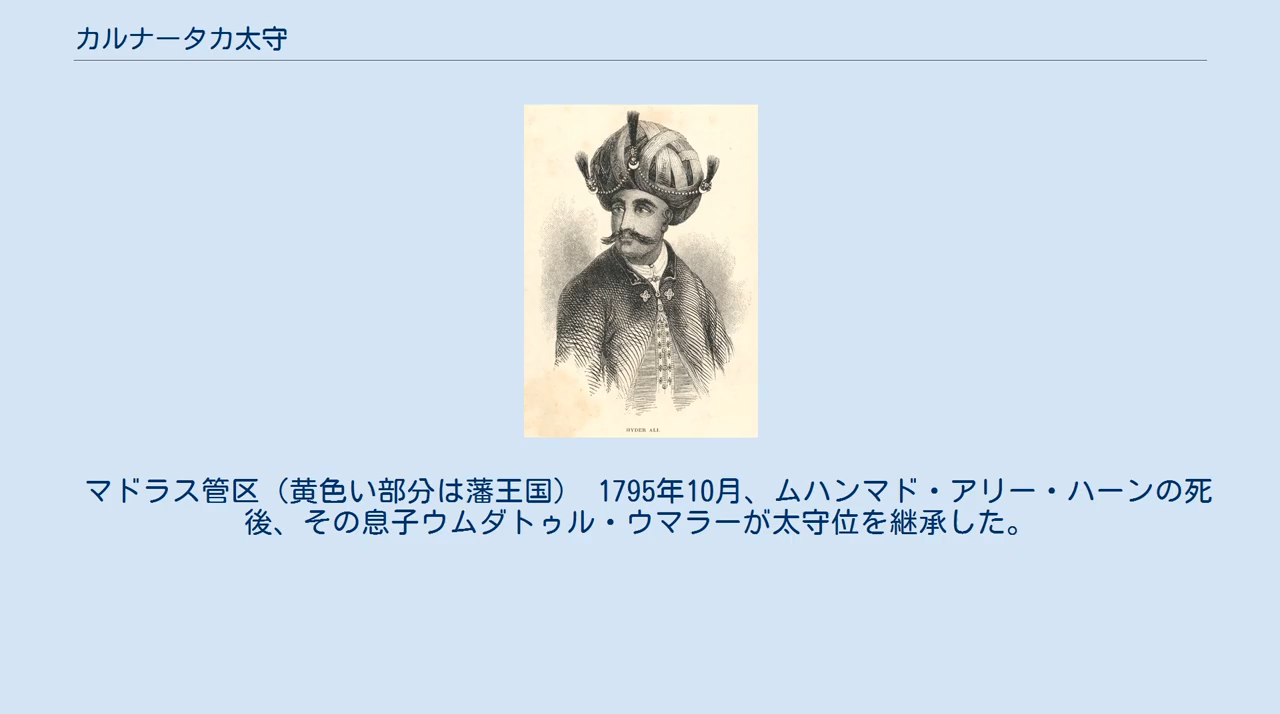 カルナータカ太守
HYDER ALI.
マドラス管区（黄色い部分は藩王国）　1795年10月、ムハンマド・アリー・ハーンの死
後、その息子ウムダトゥル・ウマラーが太守位を継承した。